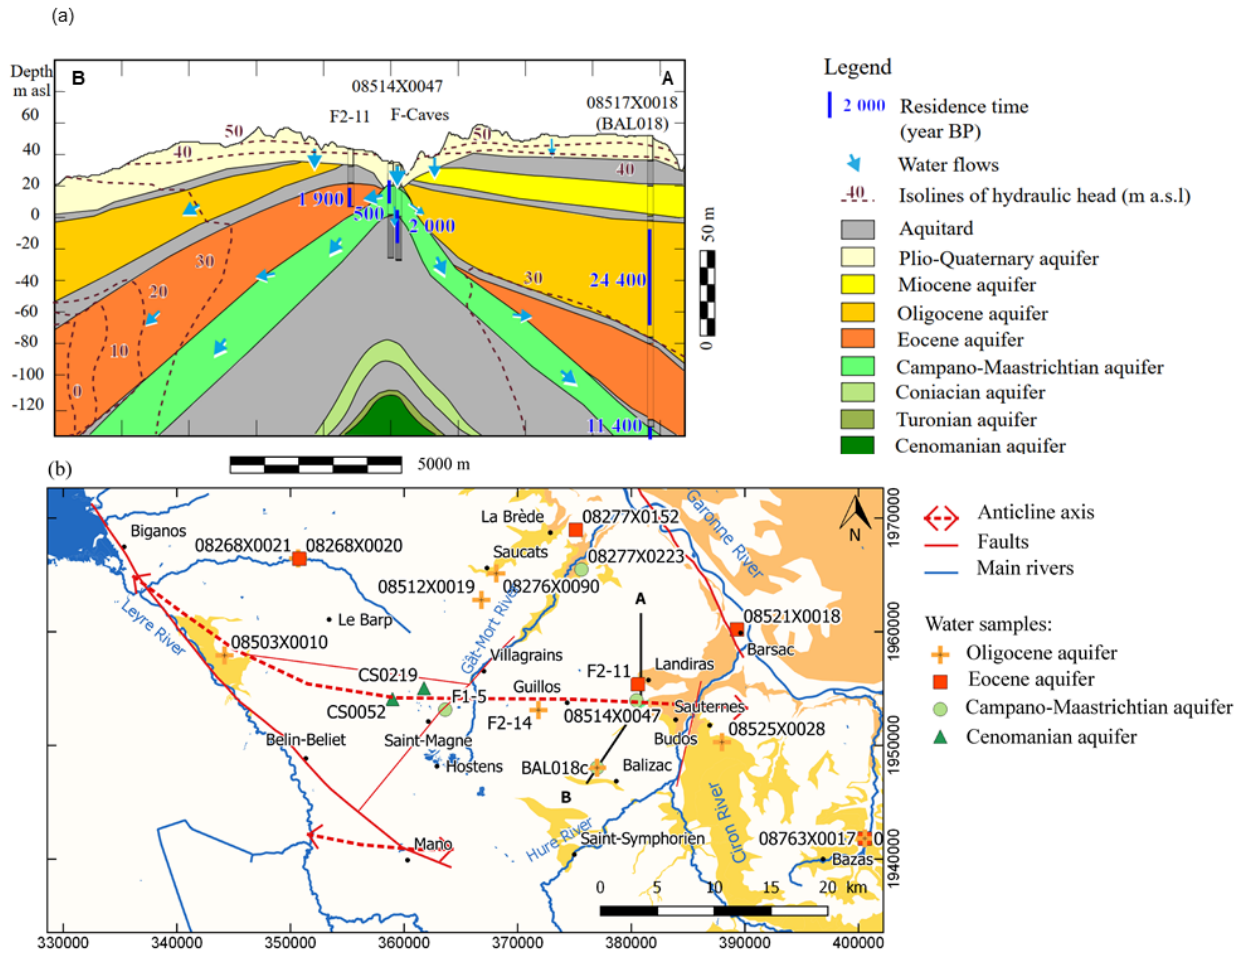 (a)
Depth
m asl
60
40
20
0
-20
-40
-60
-80
-100
-120
B
A
08514X0047
F2-11
F-Caves
08517X0018
(BAL018)
50
40
50
40
1 900
500
2 000
30
20
10
0
30
24 400
11 400
50 m
0
5000 m
Legend
2 000
Residence time
(year BP)
Water flows
40
Isolines of hydraulic head (m a.s.l)
Aquitard
Plio-Quaternary aquifer
Miocene aquifer
Oligocene aquifer
Eocene aquifer
Campano-Maastrichtian aquifer
Coniacian aquifer
Turonian aquifer
Cenomanian aquifer
(b)
Biganos
08268X0021
08268X0020
La Brède
08277X0152
Saucats
08277X0223
08512X0019
08276X0090
Garonne River
N
Leyre River
Le Barp
A
08521X0018
Barsac
08503X0010
Gât-Mort River
Villagrains
F2-11
Landiras
CS0219
CS0052
F1-5
Guillos
Sauternes
F2-14
08514X0047
08525X0028
Budos
Belin-Beliet
Saint-Magne
Hostens
BAL018c
Balizac
B
Ciron River
Hure River
Saint-Symphorien
Mano
08763X0017
0
Bazas
0
5
10
15
20
km
330000
340000
350000
360000
370000
380000
390000
400000
1970000
1960000
1950000
1940000
Anticline axis
Faults
Main rivers
Water samples:
Oligocene aquifer
Eocene aquifer
Campano-Maastrichtian aquifer
Cenomanian aquifer